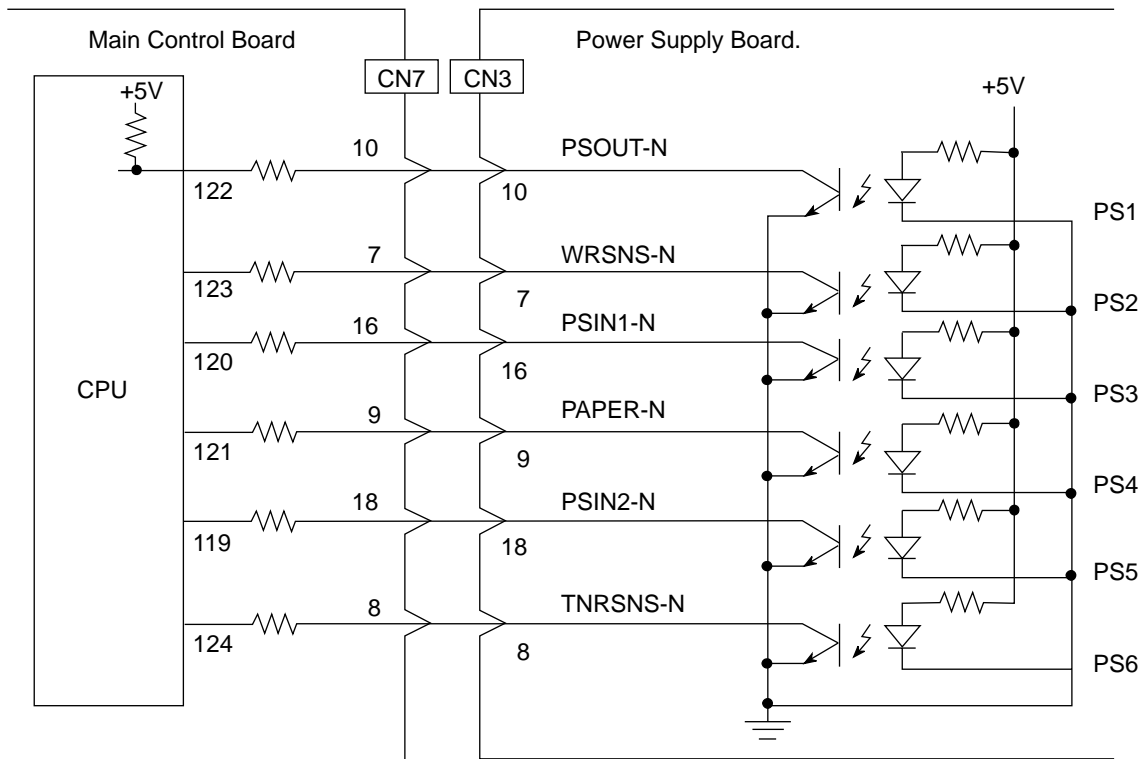 Main Control Board
Power Supply Board.
CN7
CN3
+5V
+5V
CPU
122
10
10
PSOUT-N
PS1
123
7
7
WRSNS-N
PS2
120
16
16
PSIN1-N
PS3
121
9
9
PAPER-N
PS4
119
18
18
PSIN2-N
PS5
124
8
8
TNRSNS-N
PS6